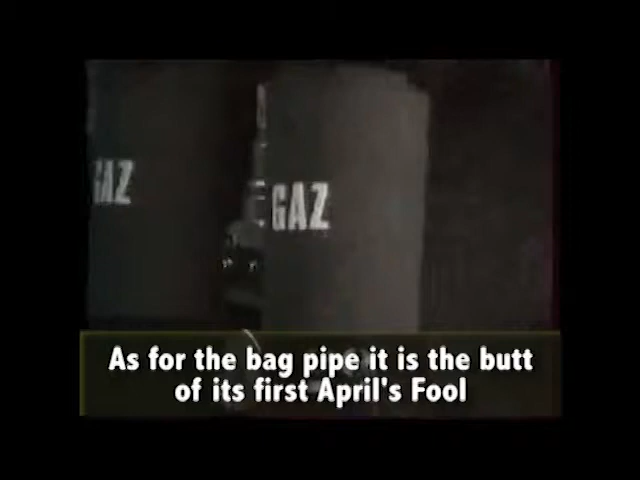 GAZ
GAZ
As for the bag pipe it is the butt
of its first April's Fool